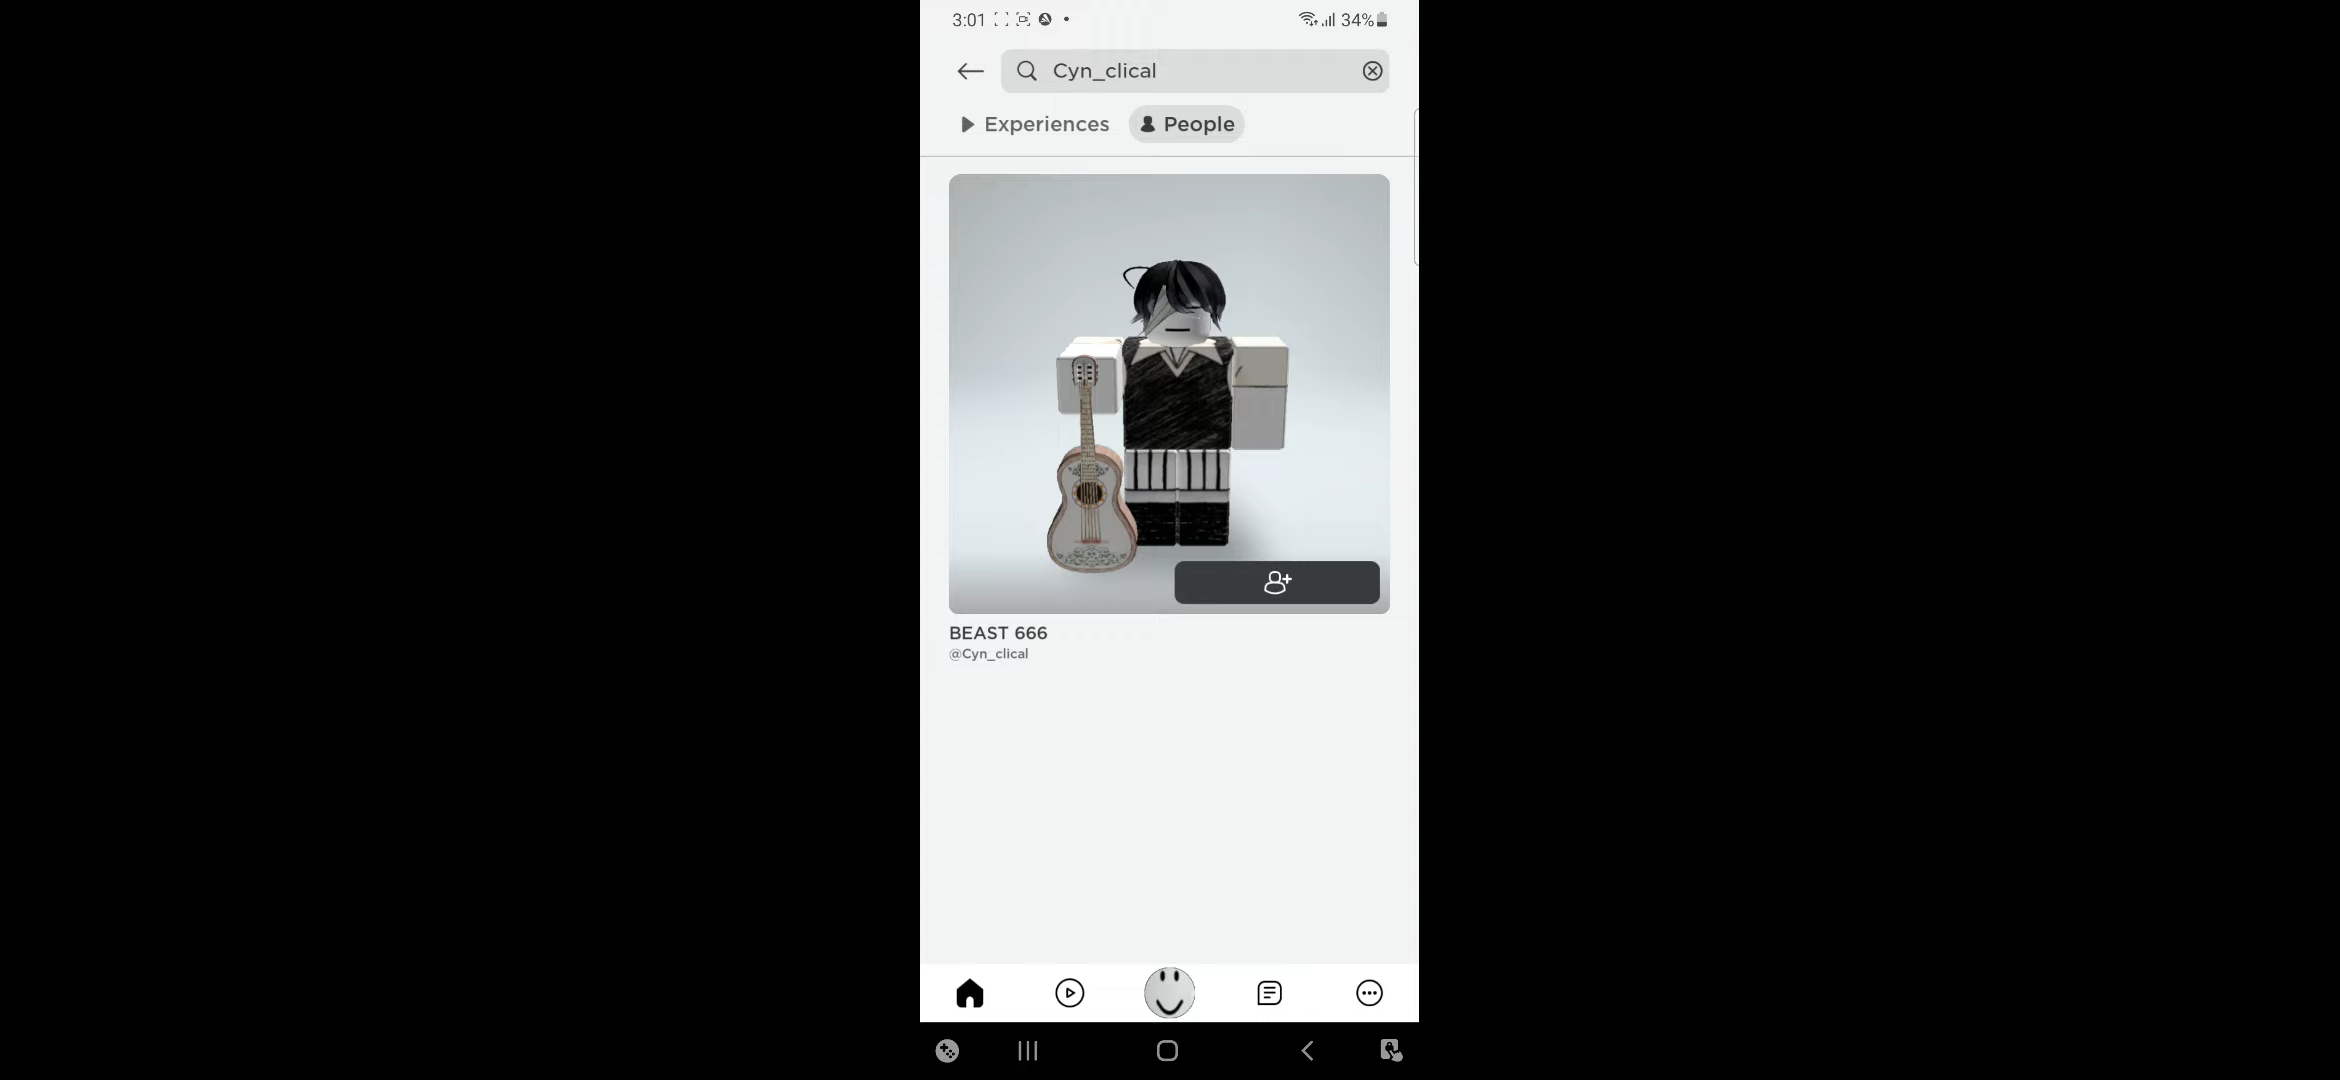 3:01 34%
Cyn_clical
Experiences People
BEAST 666
@Cyn_clical